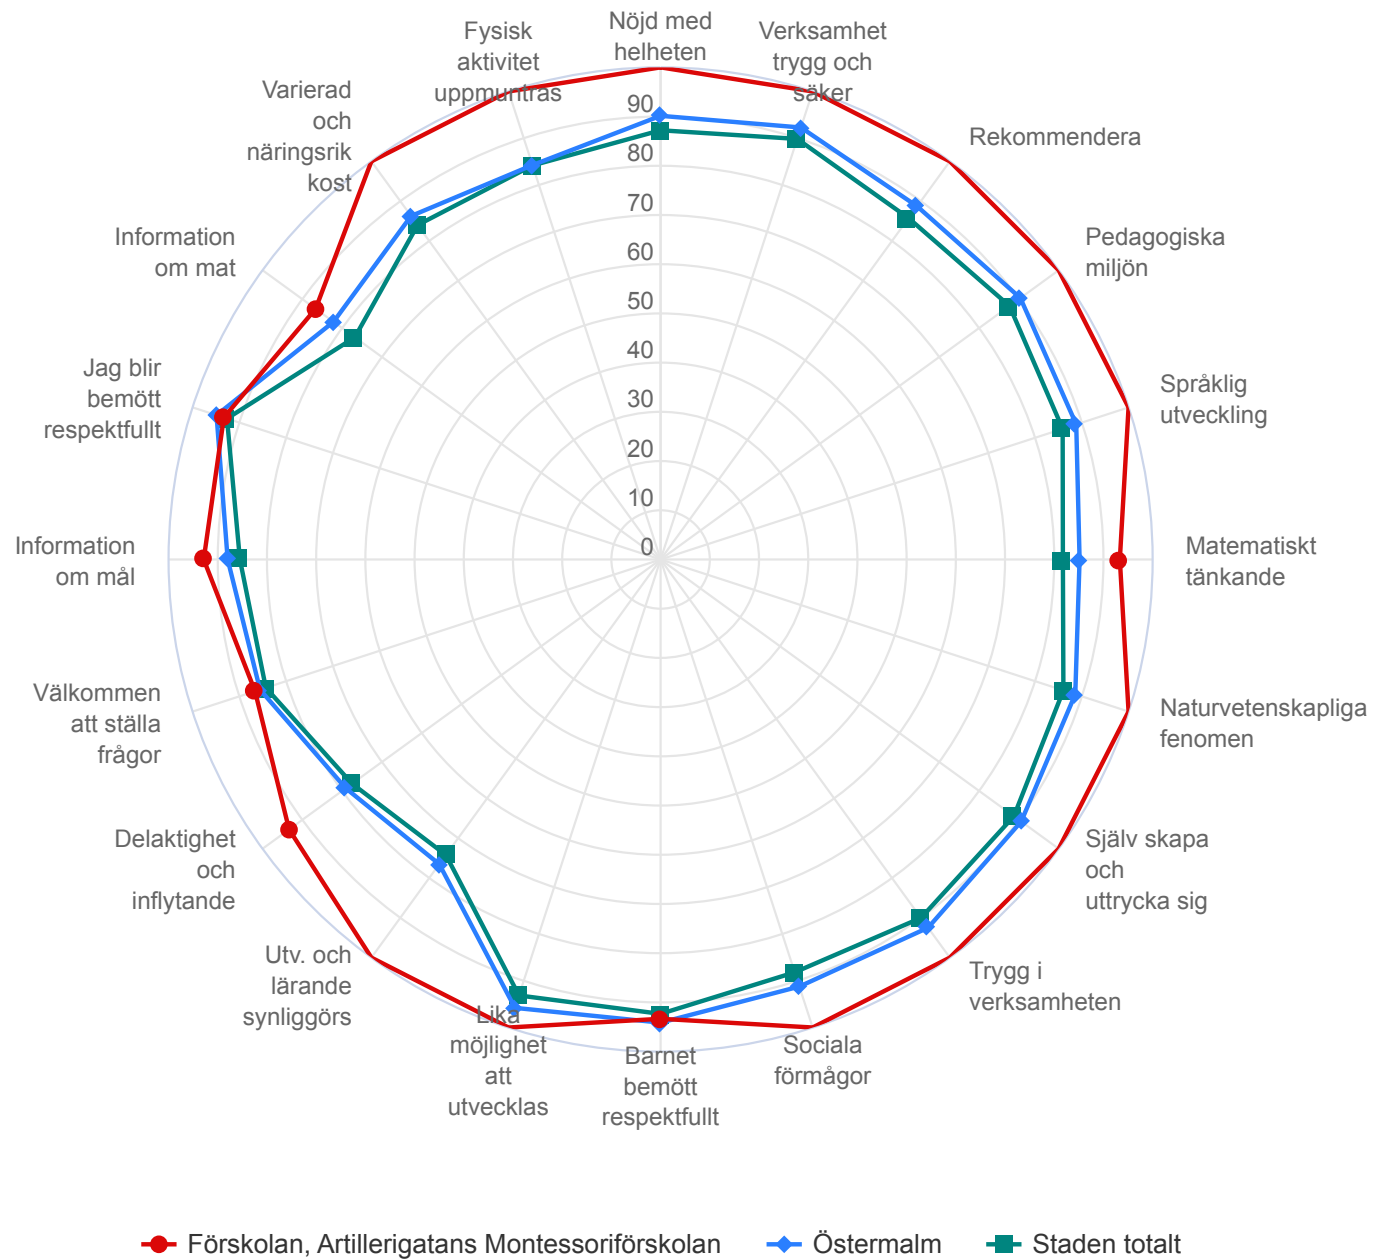 Nöjd med
helheten
Verksamhet
trygg och
säker
Rekommendera
Pedagogiska
miljön
Språklig
utveckling
Matematiskt
tänkande
Naturvetenskapliga
fenomen
Själv skapa
och
uttrycka sig
Trygg i
verksamheten
Sociala
förmågor
Barnet
bemött
respektfullt
Lika
möjlighet
att
utvecklas
Utv. och
lärande
synliggörs
Delaktighet
och
inflytande
Välkommen
att ställa
frågor
Information
om mål
Jag blir
bemött
respektfullt
Information
om mat
Varierad
och
näringsrik
kost
Fysisk
aktivitet
uppmuntras
90
80
70
60
50
40
30
20
10
0
Förskolan, Artillerigatans Montessoriförskolan
Östermalm
Staden totalt